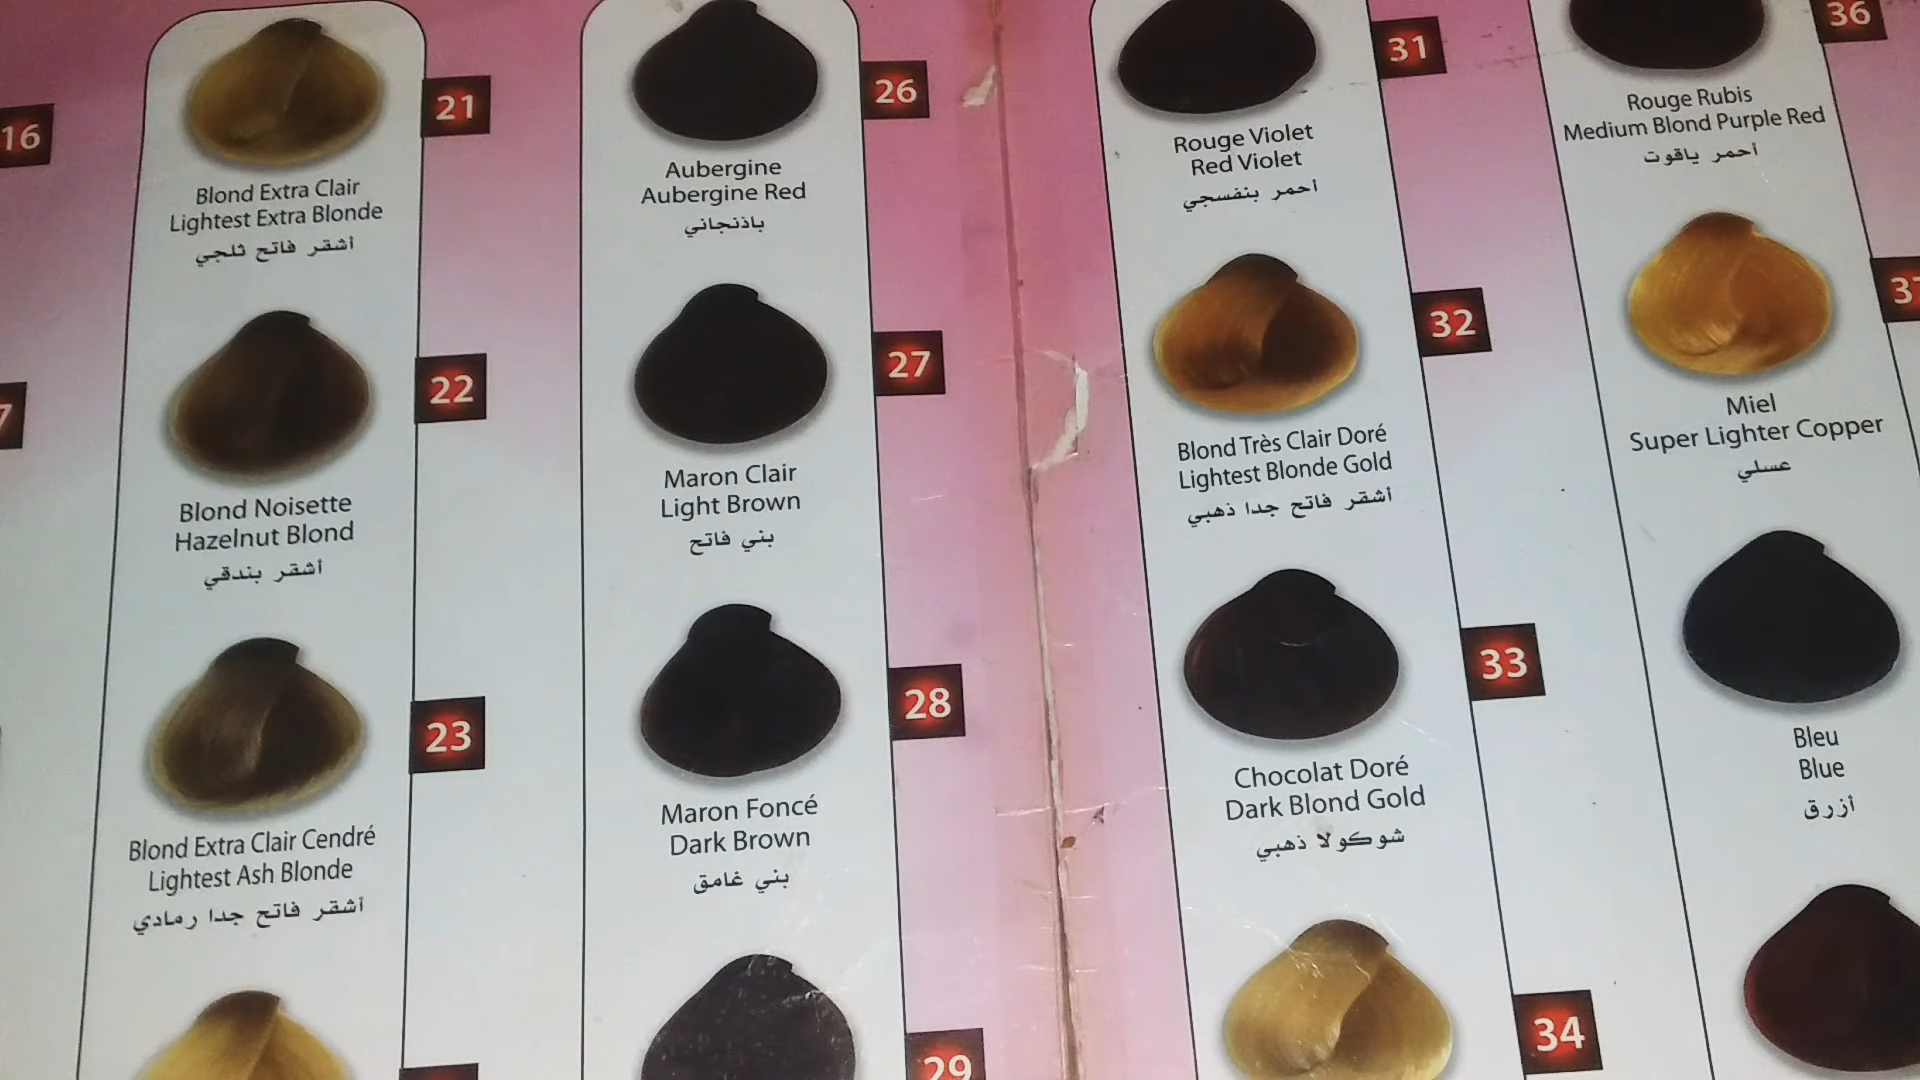 16
7
21
Blond Extra Clair
Lightest Extra Blonde
أشقر فاتح ثلجي
22
Blond Noisette
Hazelnut Blond
أشقر بندقي
23
Blond Extra Clair Cendré
Lightest Ash Blonde
أشقر فاتح جدا رمادي
26
Aubergine
Aubergine Red
باذنجاني
27
Maron Clair
Light Brown
بني فاتح
28
Maron Foncé
Dark Brown
بني غامق
29
31
Rouge Violet
Red Violet
أحمر بنفسجي
32
Blond Très Clair Doré
Lightest Blonde Gold
أشقر فاتح جدا ذهبي
33
Chocolat Doré
Dark Blond Gold
شوكولا ذهبي
34
36
Rouge Rubis
Medium Blond Purple Red
أحمر ياقوت
Miel
Super Lighter Copper
عسلي
Bleu
Blue
أزرق